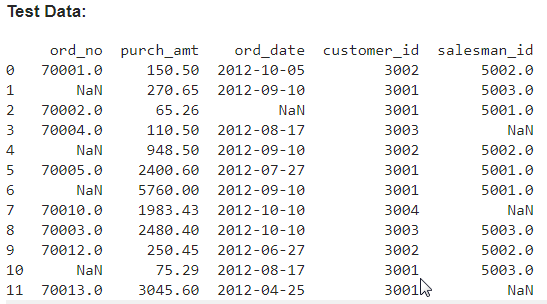 Test Data:
ord_no purch_amt ord_date customer_id salesman_id
0 70001.0 150.50 2012-10-05 3002 5002.0
1 NaN 270.65 2012-09-10 3001 5003.0
2 70002.0 65.26 NaN 3001 5001.0
3 70004.0 110.50 2012-08-17 3003 NaN
4 NaN 948.50 2012-09-10 3002 5002.0
5 70005.0 2400.60 2012-07-27 3001 5001.0
6 NaN 5760.00 2012-09-10 3001 5001.0
7 70010.0 1983.43 2012-10-10 3004 NaN
8 70003.0 2480.40 2012-10-10 3003 5003.0
9 70012.0 250.45 2012-06-27 3002 5002.0
10 NaN 75.29 2012-08-17 3001 5003.0
11 70013.0 3045.60 2012-04-25 3001 NaN